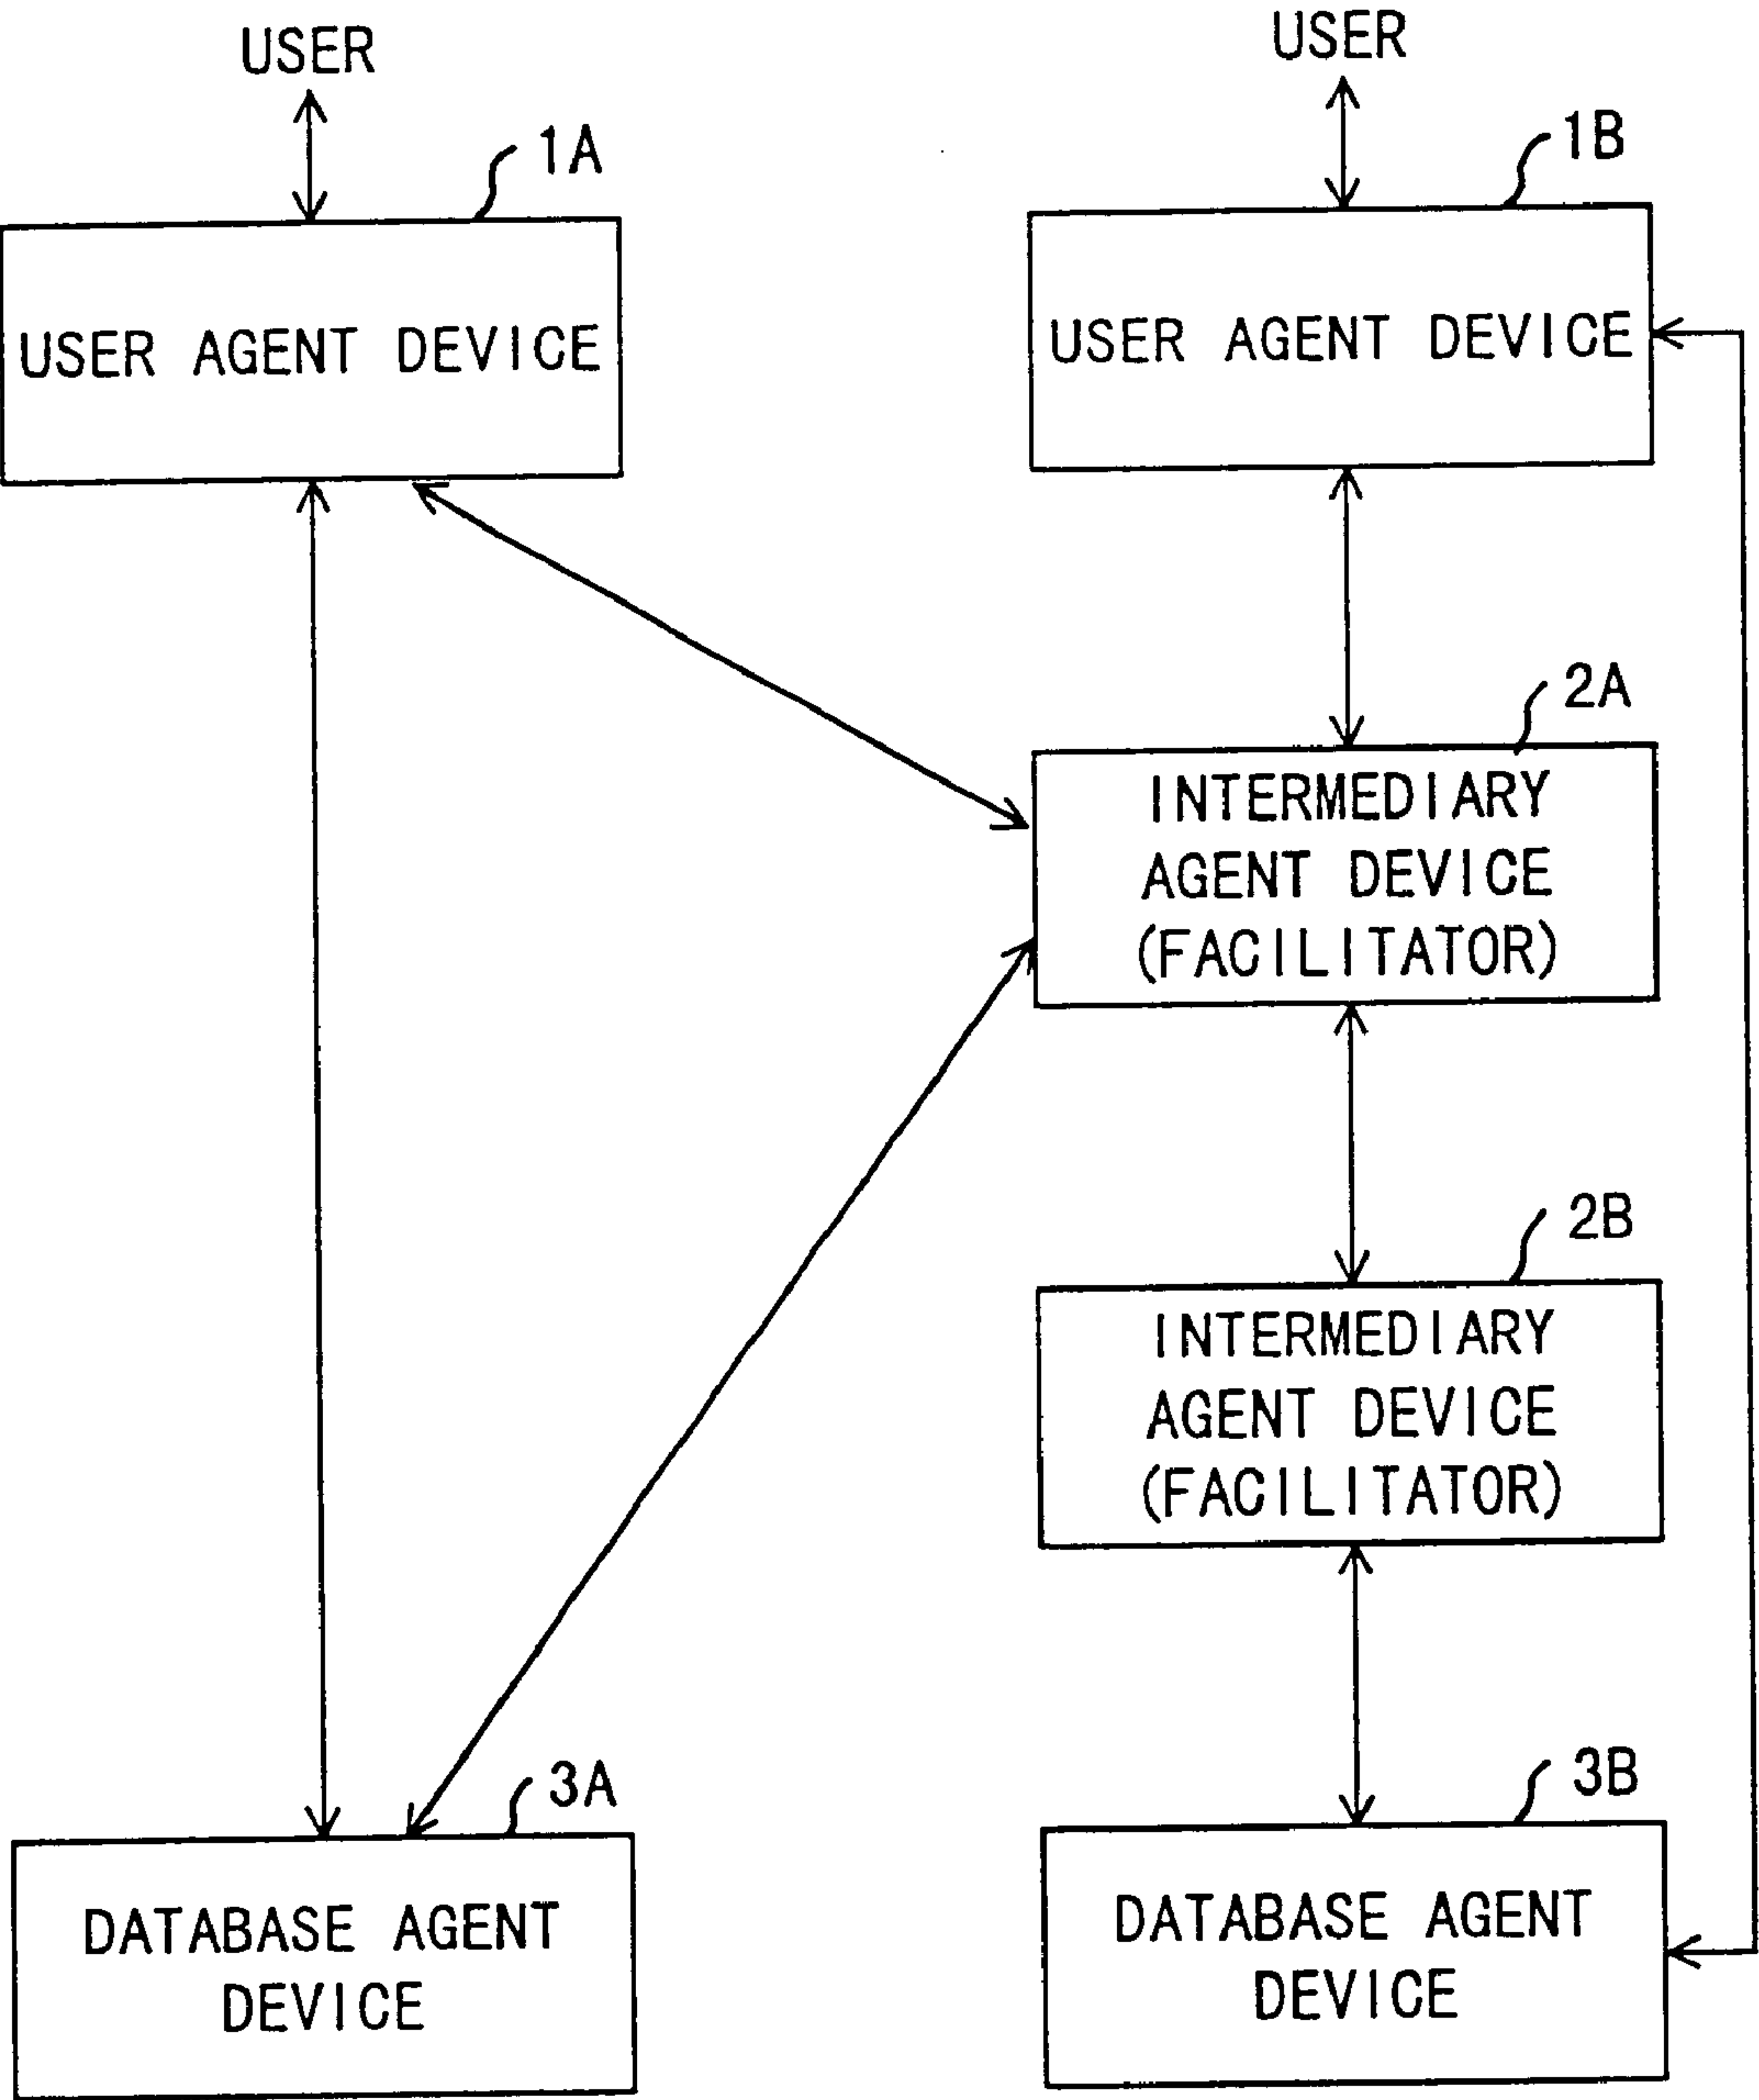 USER
USER
1A
1B
USER AGENT DEVICE
USER AGENT DEVICE
2A
INTERMEDIARY
AGENT DEVICE
(FACILITATOR)
2B
INTERMEDIARY
AGENT DEVICE
(FACILITATOR)
3A
3B
DATABASE AGENT
DEVICE
DATABASE AGENT
DEVICE